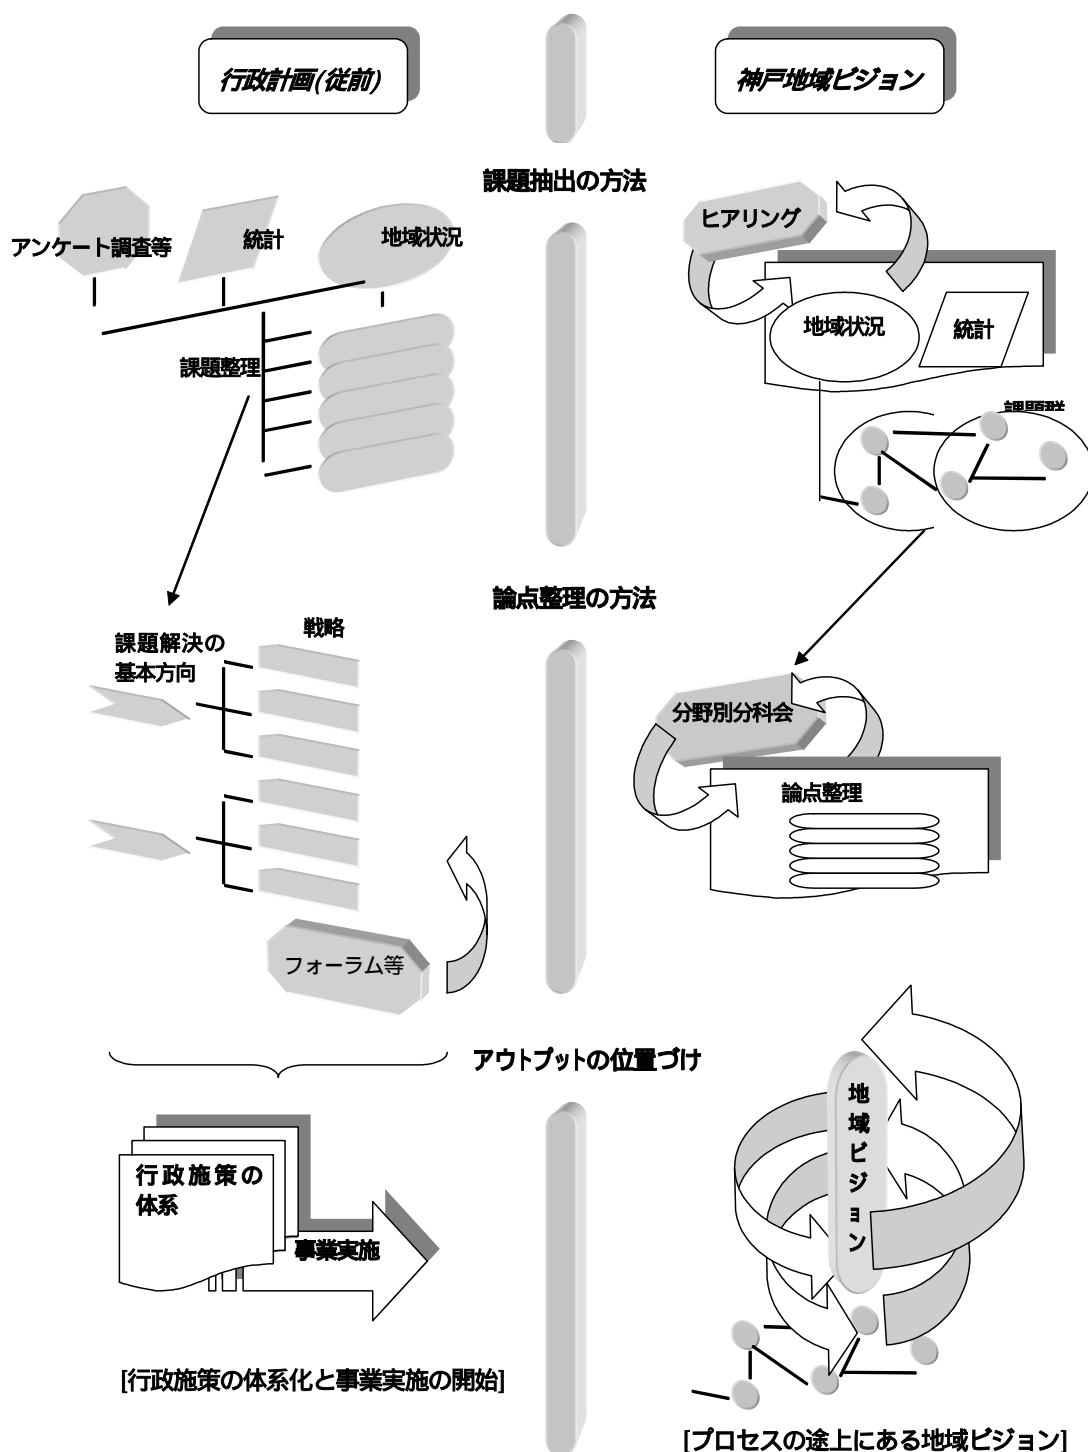 行政計画(従前)
神戸地域ビジョン
課題抽出の方法
アンケート調査等
統計
地域状況
課題整理
ヒアリング
地域状況
統計
課題群
論点整理の方法
課題解決の
基本方向
戦略
フォーラム等
分野別分科会
論点整理
アウトプットの位置づけ
行政施策の
体系
事業実施
[行政施策の体系化と事業実施の開始]
地域ビジョン
[プロセスの途上にある地域ビジョン]